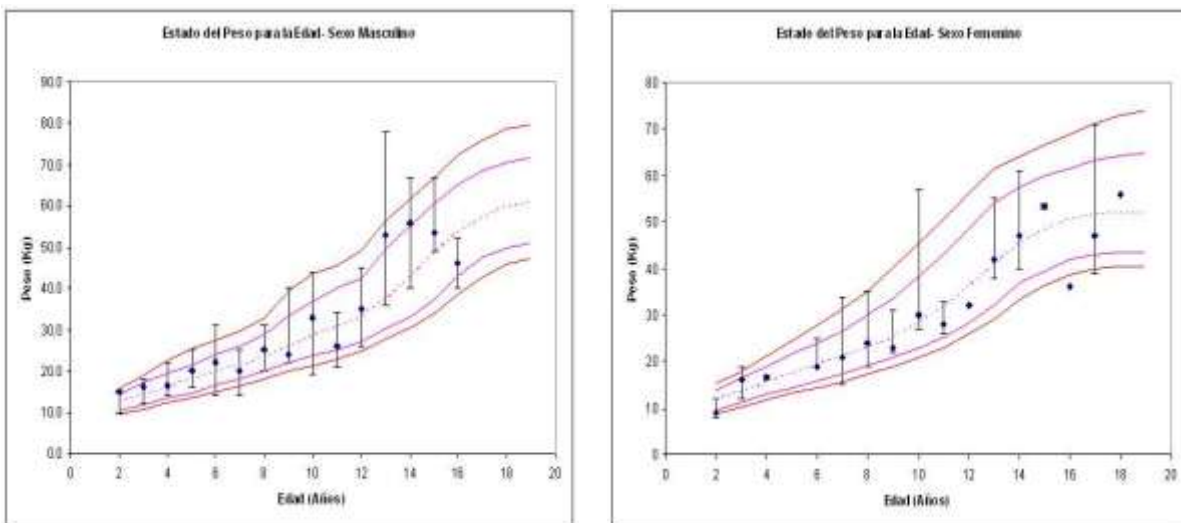 Estado del Peso para la Edad- Sexo Masculino
90.0
80.0
70.0
60.0
50.0
40.0
30.0
20.0
10.0
0.0
Peso (Kg)
0 2 4 6 8 10 12 14 16 18 20
Edad (Años)
Estado del Peso para la Edad- Sexo Femenino
80
70
60
50
40
30
20
10
0
Peso (Kg)
0 2 4 6 8 10 12 14 16 18 20
Edad (Años)